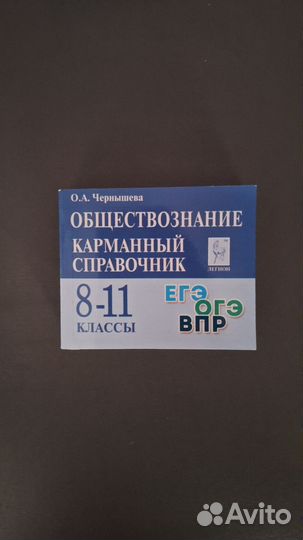 О.А. Чернышева
ОБЩЕСТВОЗНАНИЕ
КАРМАННЫЙ
СПРАВОЧНИК
ЛЕГИОН
8-11
КЛАССЫ
ЕГЭ
ОГЭ
ВПР
Avito